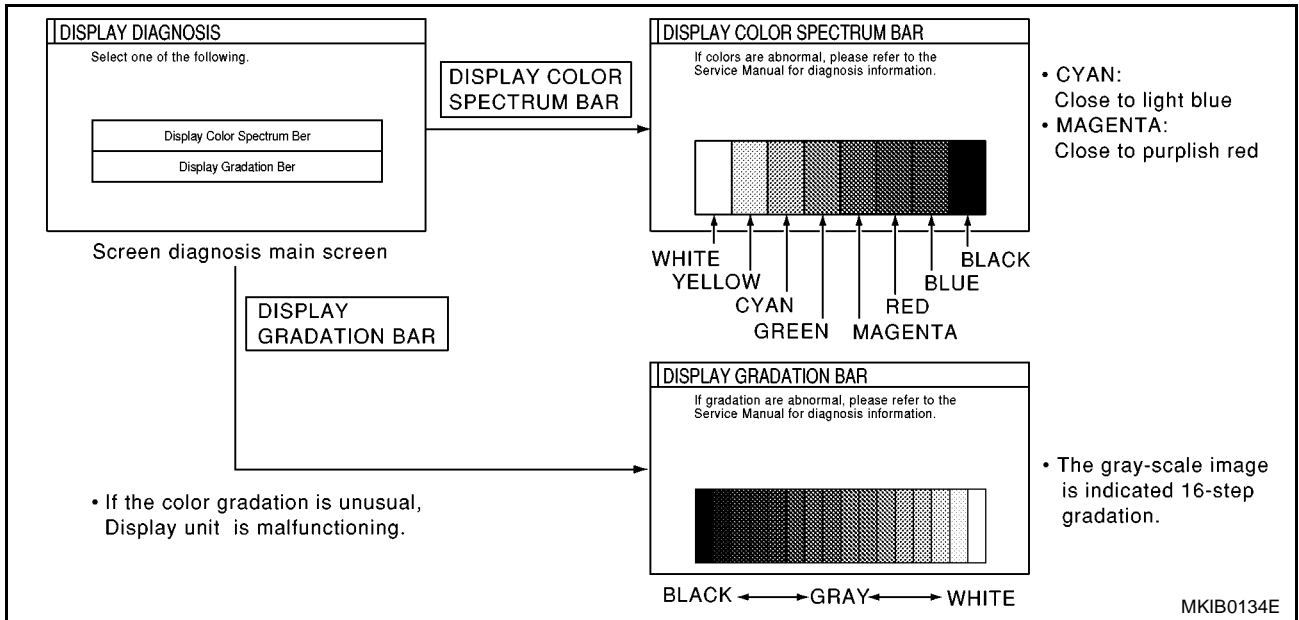 DISPLAY DIAGNOSIS
Select one of the following.
Display Color Spectrum Ber
Display Gradation Ber
Screen diagnosis main screen
DISPLAY COLOR
SPECTRUM BAR
DISPLAY COLOR SPECTRUM BAR
If colors are abnormal, please refer to the
Service Manual for diagnosis information.
WHITE
YELLOW
CYAN
GREEN
MAGENTA
RED
BLUE
BLACK
• CYAN:
Close to light blue
• MAGENTA:
Close to purplish red
DISPLAY
GRADATION BAR
• If the color gradation is unusual,
Display unit is malfunctioning.
DISPLAY GRADATION BAR
If gradation are abnormal, please refer to the
Service Manual for diagnosis information.
BLACK GRAY WHITE
• The gray-scale image
is indicated 16-step
gradation.
MKIB0134E